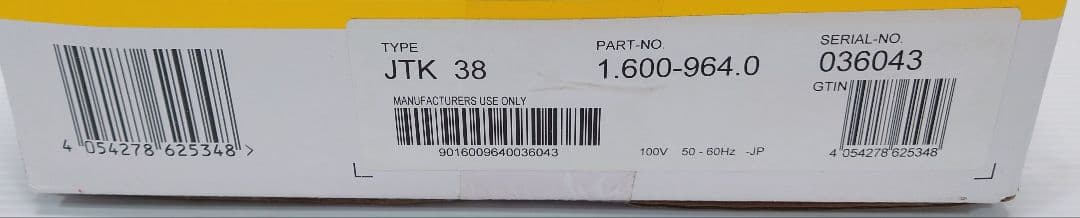 4 054278 625348 >
TYPE
JTK 38
PART-NO.
1.600-964.0
SERIAL-NO.
036043
MANUFACTURERS USE ONLY
9016009640036043
100V 50 - 60Hz -JP
GTIN
4 054278 625348